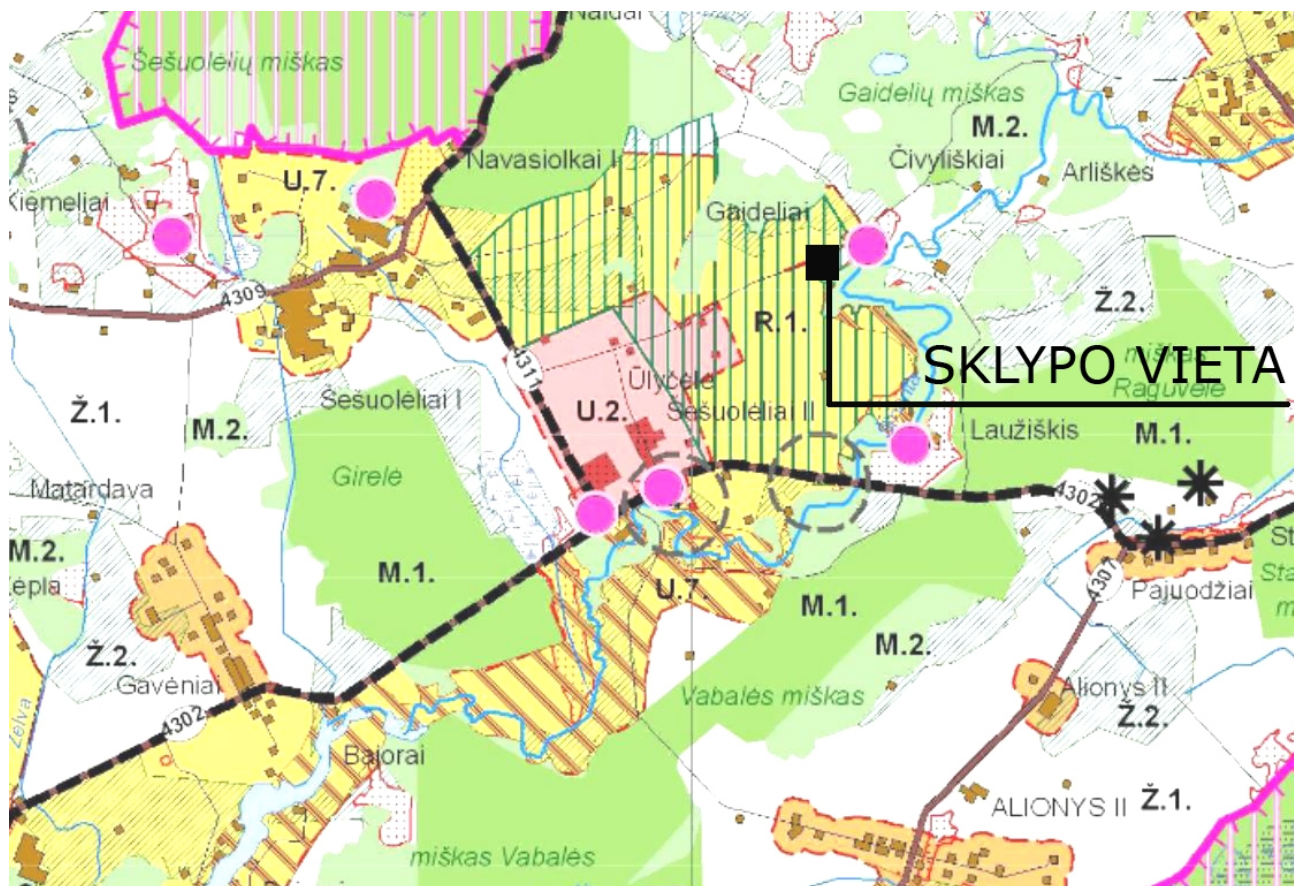 Šešuolėlių miškas
Gaidelių miškas
M.2.
Navasiolkai I
Čivyliškiai
Arliškės
U.7.
Kiemeliai
Gaideliai
4309
Ž.2.
R.1.
4311
SKLYPO VIETA
miškas
Raguvėlė
Ūlyčėlė
Šešuolėliai I
U.2.
Šešuolėliai II
Ž.1.
M.2.
Laužiškis
M.1.
Girelė
Matardava
4302
M.2.
M.1.
U.7.
M.1.
4307
Pajuodžiai
M.2.
Ž.2.
Gavėniai
Vabalės miškas
Alionys II
Ž.2.
4302
Želva
Bajorai
ALIONYS II
Ž.1.
miškas Vabalės